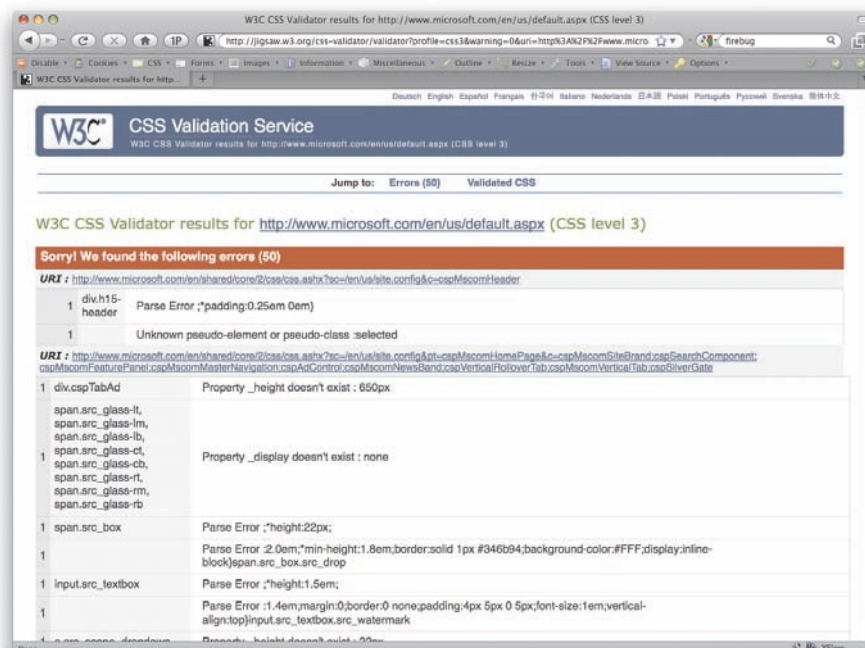 W3C CSS Validator results for http://www.microsoft.com/en/us/default.aspx (CSS level 3)
1P http://jigsaw.w3.org/css-validator/validator?profile=css3&warning=0&uri=http%3A%2F%2Fwww.micro firebug
Disable Cookies CSS Forms Images Information Miscellaneous Outline Resize Tools View Source Options
W3C CSS Validator results for http... +
Deutsch English Español Français 한국어 Italiano Nederlands 日本語 Polski Português Русский Svenska 简体中文
W3C® CSS Validation Service
W3C CSS Validator results for http://www.microsoft.com/en/us/default.aspx (CSS level 3)
Jump to: Errors (50) Validated CSS
W3C CSS Validator results for http://www.microsoft.com/en/us/default.aspx (CSS level 3)
Sorry! We found the following errors (50)
URI : http://www.microsoft.com/en/shared/core/2/css/css.ashx?sc=/en/us/site.config&c=cspMscomHeader
1 div.h15-header Parse Error ;*padding:0.25em 0em}
1 Unknown pseudo-element or pseudo-class :selected
URI : http://www.microsoft.com/en/shared/core/2/css/css.ashx?sc=/en/us/site.config&pt=cspMscomHomePage&c=cspMscomSiteBrand;cspSearchComponent;
cspMscomFeaturePanel;cspMscomMasterNavigation;cspAdControl;cspMscomNewsBand;cspVerticalRolloverTab;cspMscomVerticalTab;cspSilverGate
1 div.cspTabAd Property _height doesn't exist : 650px
span.src_glass-lt,
span.src_glass-lm,
span.src_glass-lb,
span.src_glass-ct,
1 span.src_glass-cb, Property _display doesn't exist : none
span.src_glass-rt,
span.src_glass-rm,
span.src_glass-rb
1 span.src_box Parse Error ;*height:22px;
1 Parse Error :2.0em;*min-height:1.8em;border:solid 1px #346b94;background-color:#FFF;display:inline-
block}span.src_box.src_drop
1 input.src_textbox Parse Error ;*height:1.5em;
1 Parse Error :1.4em;margin:0;border:0 none;padding:4px 5px 0 5px;font-size:1em;vertical-
align:top}input.src_textbox.src_watermark